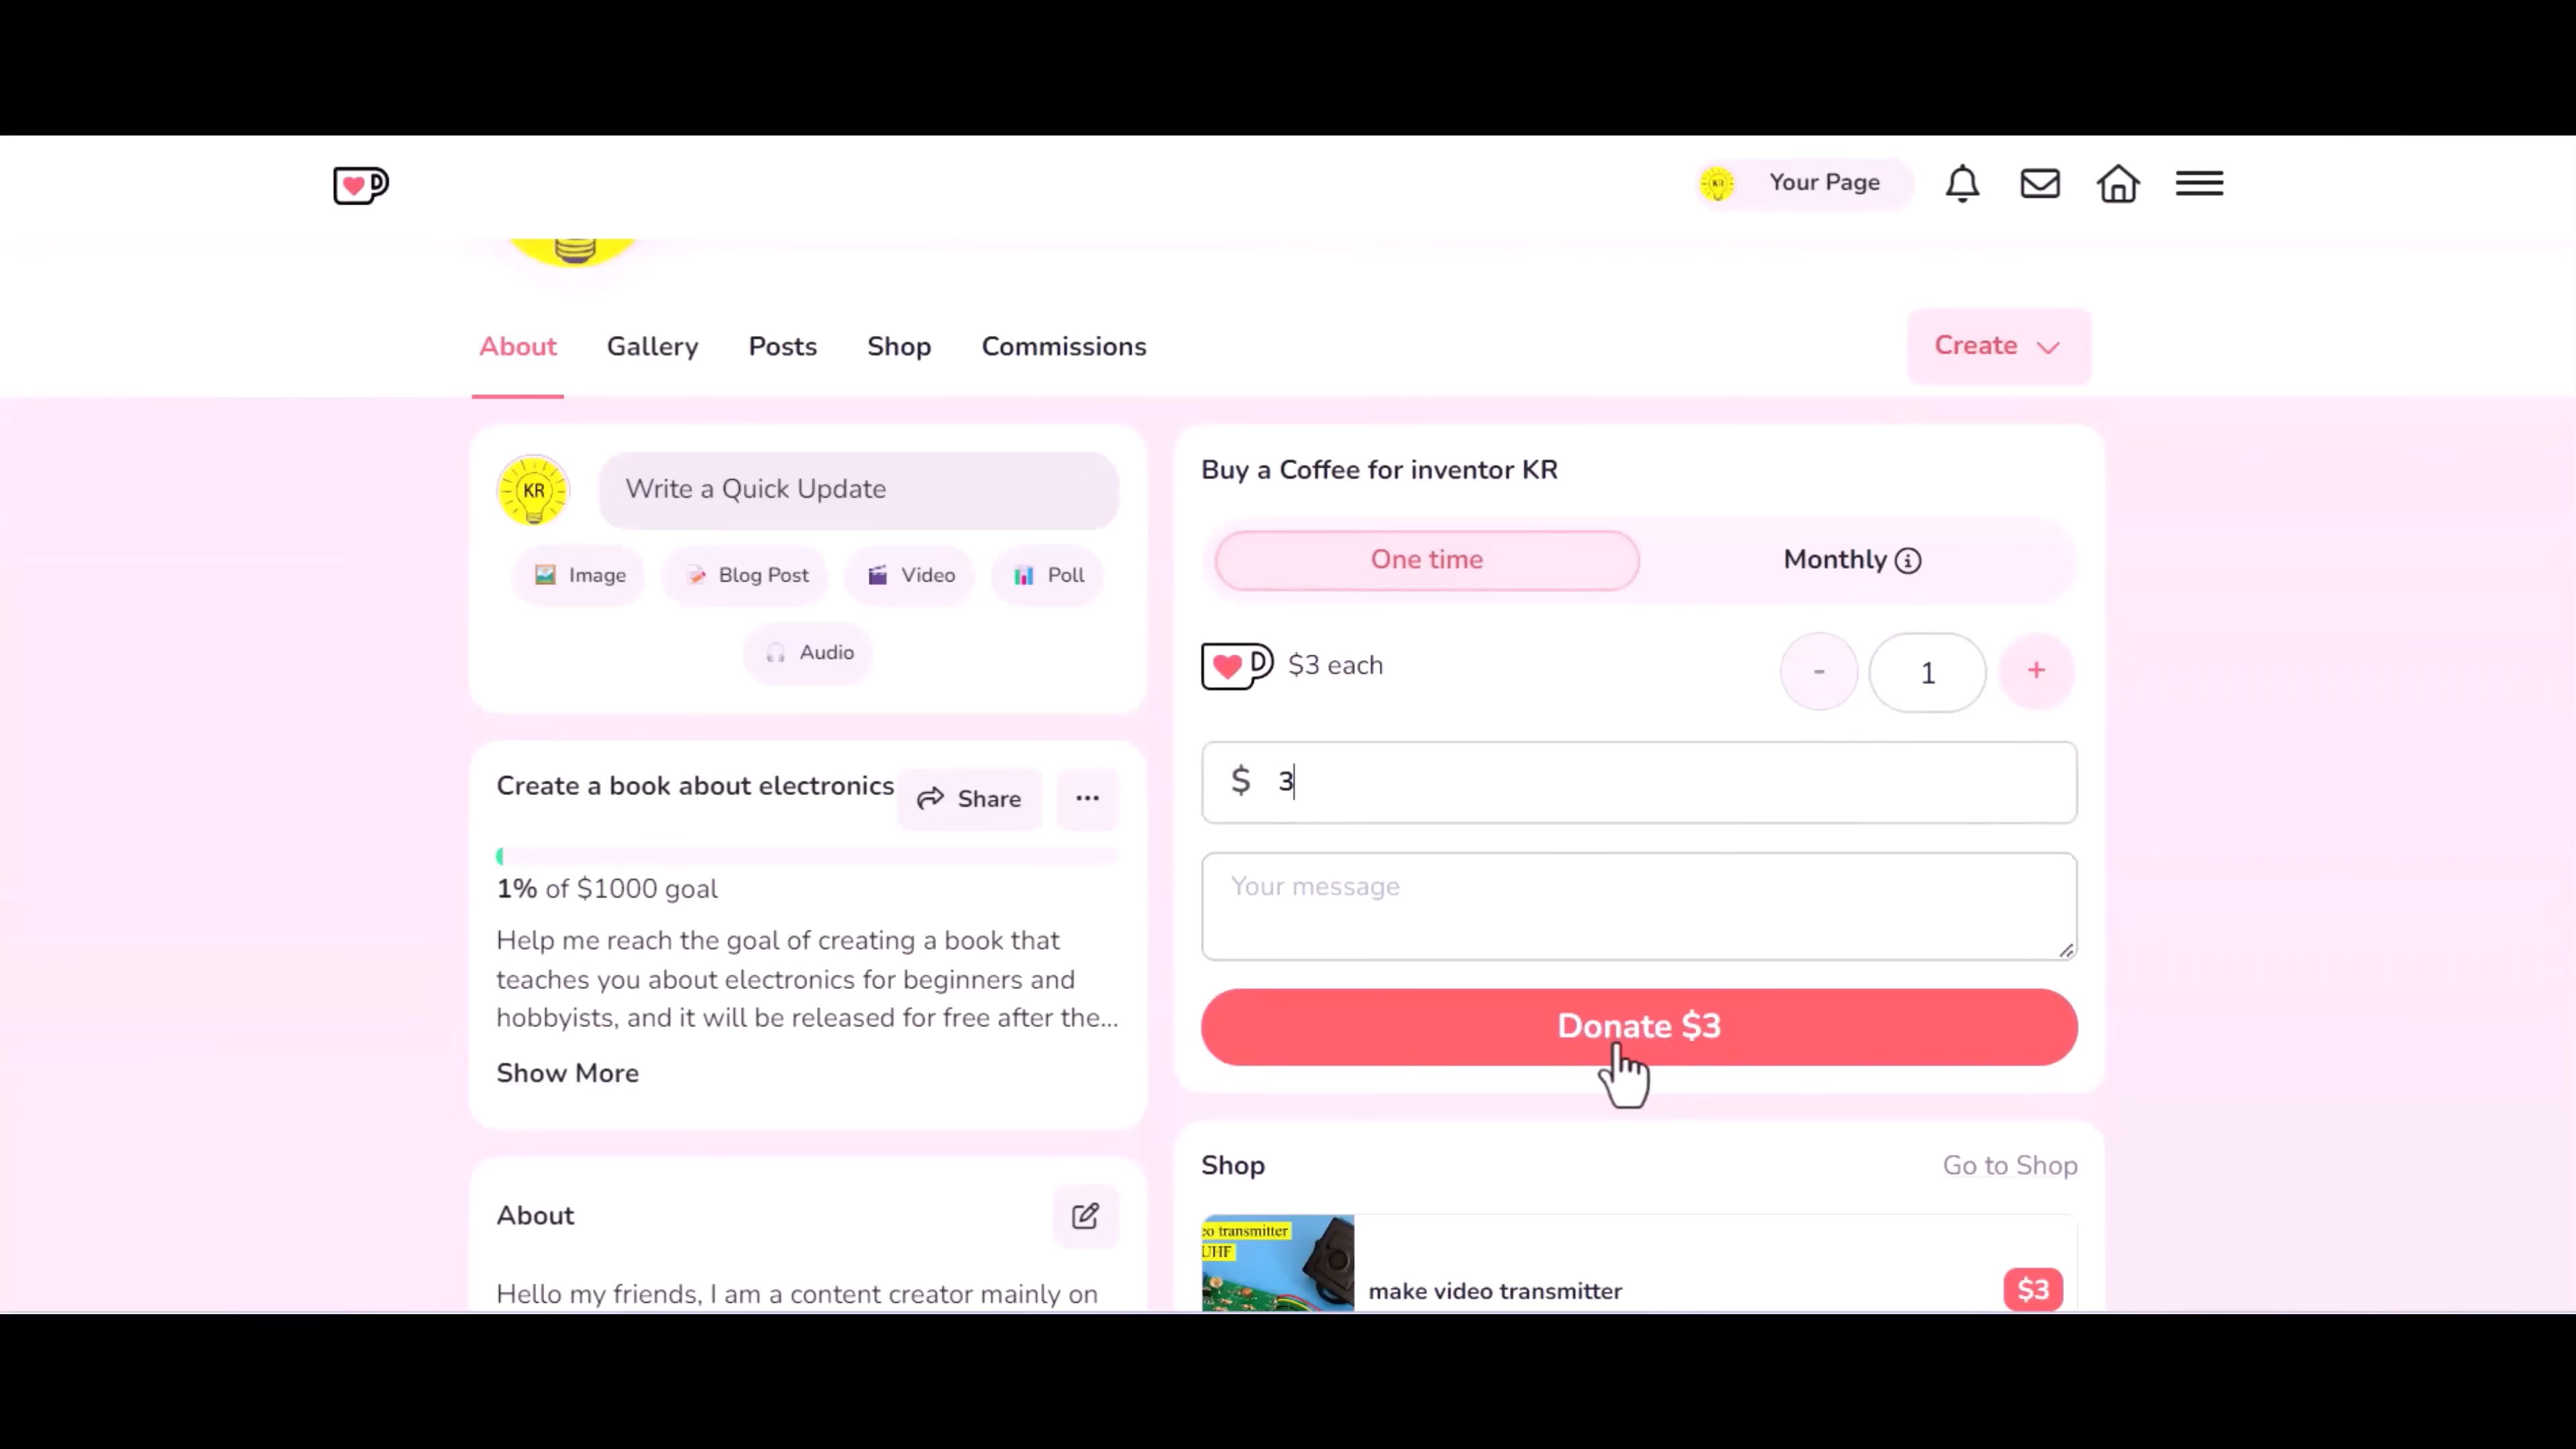 Your Page
About
Gallery
Posts
Shop
Commissions
Create
KR
Write a Quick Update
Image
Blog Post
Video
Poll
Audio
Create a book about electronics
Share
1% of $1000 goal
Help me reach the goal of creating a book that
teaches you about electronics for beginners and
hobbyists, and it will be released for free after the...
Show More
About
Hello my friends, I am a content creator mainly on
Buy a Coffee for inventor KR
One time
Monthly
$3 each
-
1
+
$ 3
Your message
Donate $3
Shop
Go to Shop
eo transmitter
UHF
make video transmitter
$3